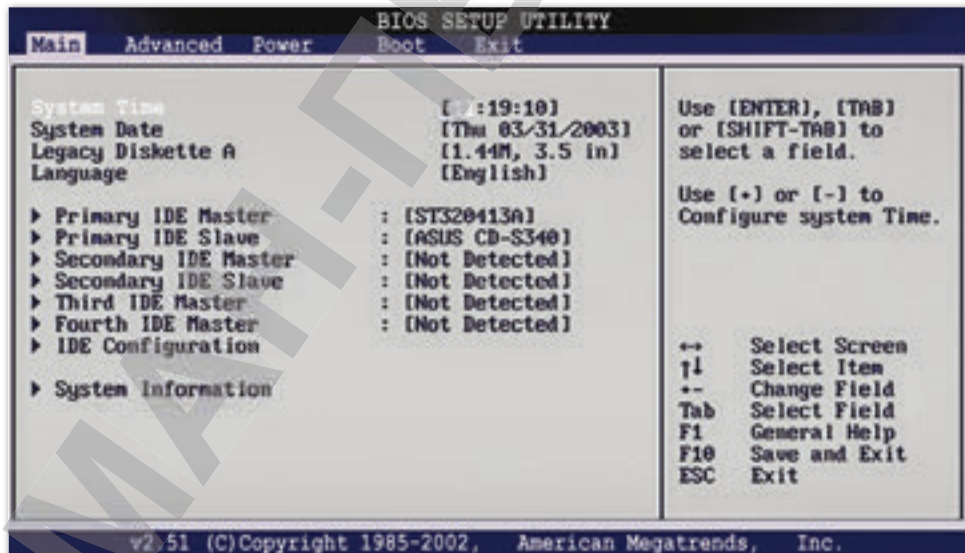 BIOS SETUP UTILITY
Main Advanced Power Boot Exit
System Time [ :19:10]
System Date [Thu 03/31/2003]
Legacy Diskette A [1.44M, 3.5 in]
Language [English]
▶ Primary IDE Master : [ST320413A]
▶ Primary IDE Slave : [ASUS CD-S340]
▶ Secondary IDE Master : [Not Detected]
▶ Secondary IDE Slave : [Not Detected]
▶ Third IDE Master : [Not Detected]
▶ Fourth IDE Master : [Not Detected]
▶ IDE Configuration
▶ System Information
Use [ENTER], [TAB]
or [SHIFT-TAB] to
select a field.
Use [+] or [-] to
Configure system Time.
↔ Select Screen
↑↓ Select Item
+- Change Field
Tab Select Field
F1 General Help
F10 Save and Exit
ESC Exit
v2.51 (C)Copyright 1985-2002, American Megatrends, Inc.